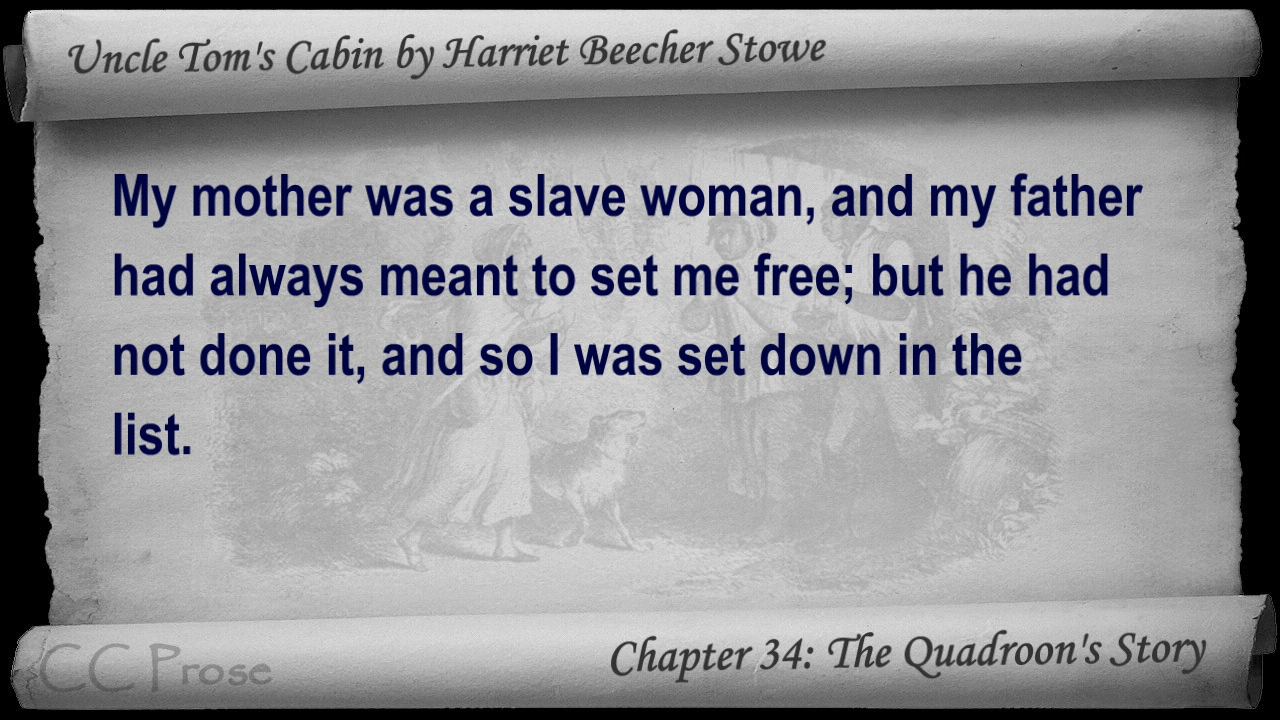 Uncle Tom's Cabin by Harriet Beecher Stowe
My mother was a slave woman, and my father
had always meant to set me free; but he had
not done it, and so I was set down in the
list.
CC Prose
Chapter 34: The Quadroon's Story